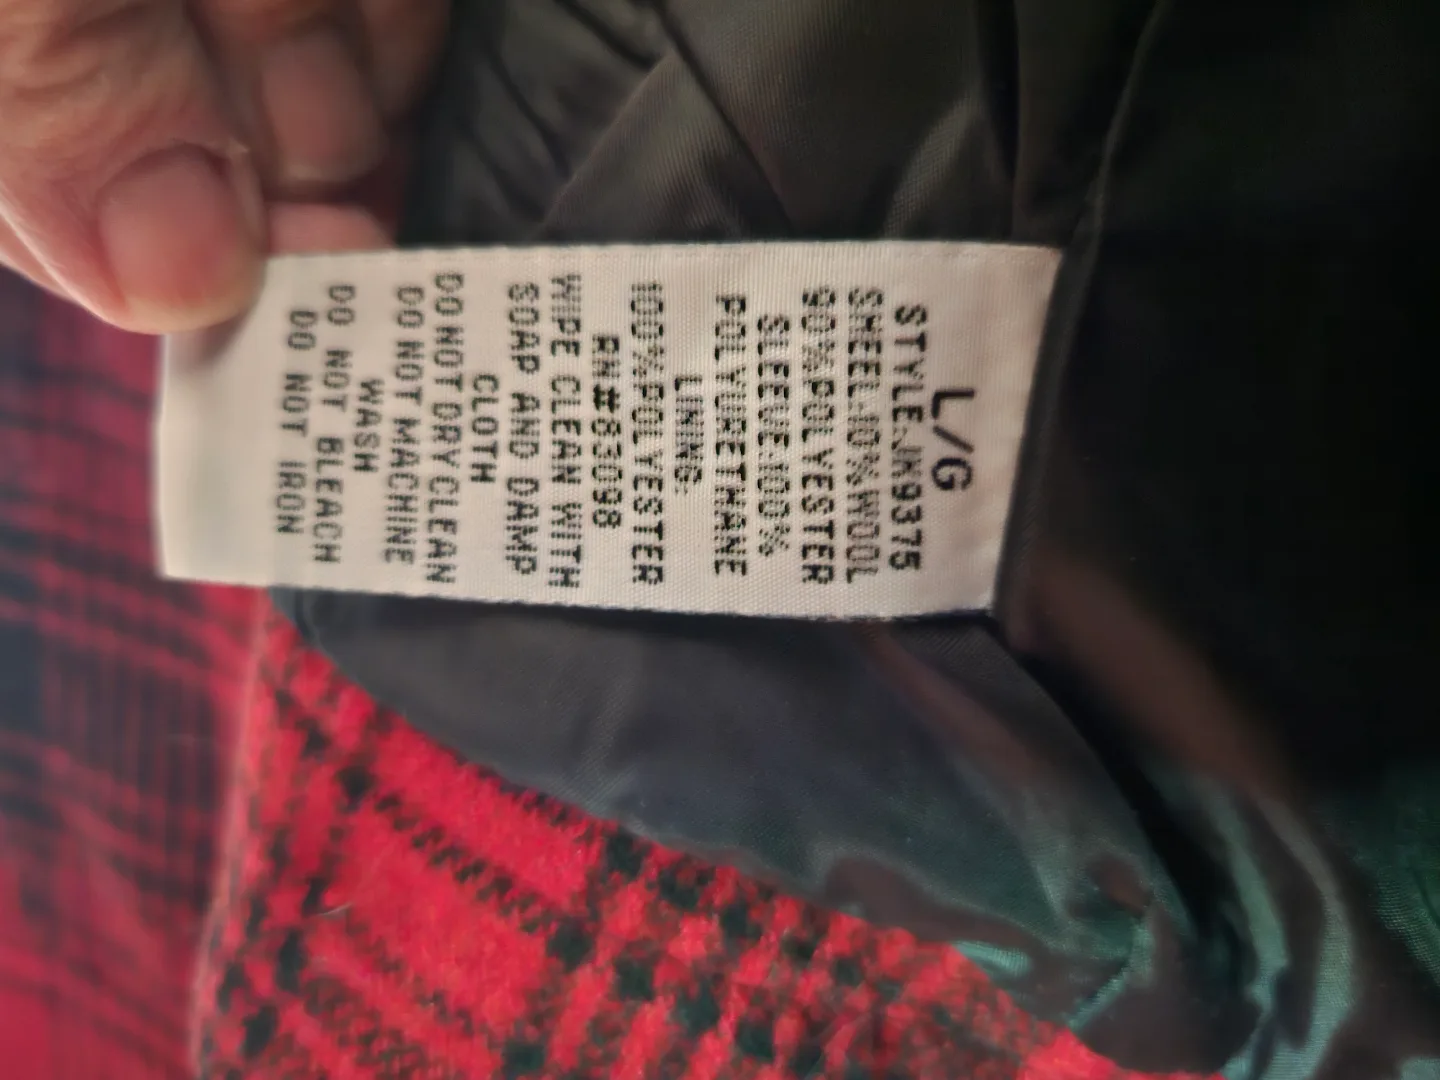 L/G
STYLE:JK9375
SHEEL:10%WOOL
90%POLYESTER
SLEEVE:100%
POLYURETHANE
LINING:
100%POLYESTER
RN#83098
WIPE CLEAN WITH
SOAP AND DAMP
CLOTH
DO NOT DRY CLEAN
DO NOT MACHINE
WASH
DO NOT BLEACH
DO NOT IRON